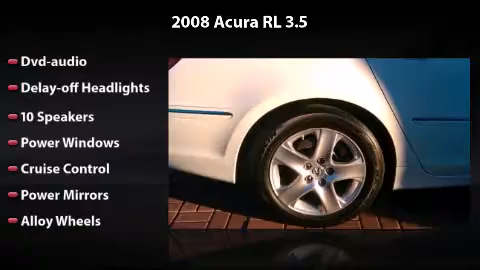 2008 Acura RL 3.5
Dvd-audio
Delay-off Headlights
10 Speakers
Power Windows
Cruise Control
Power Mirrors
Alloy Wheels